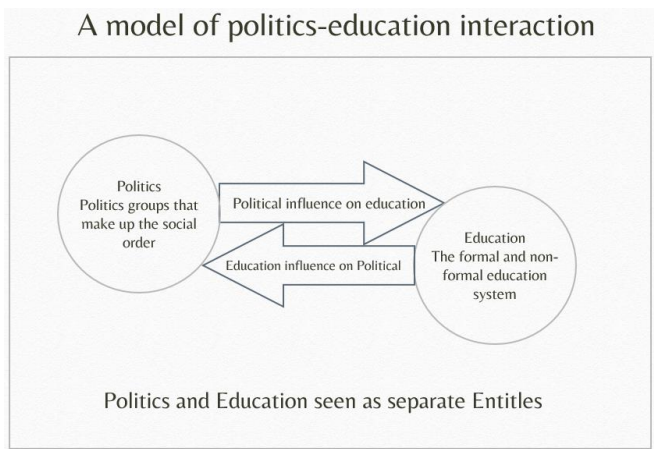 A model of politics-education interaction
Politics
Politics groups that
make up the social
order
Political influence on education
Education influence on Political
Education
The formal and non-
formal education
system
Politics and Education seen as separate Entitles